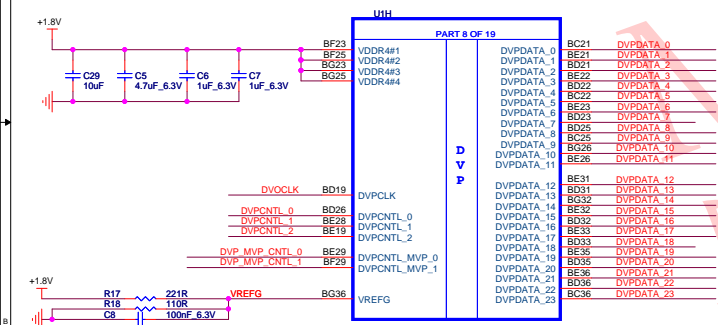 U1H
+1.8V
PART 8 OF 19
BF23 VDDR4#1
BF25 VDDR4#2
BG23 VDDR4#3
BG25 VDDR4#4
C29 10uF
C5 4.7uF_6.3V
C6 1uF_6.3V
C7 1uF_6.3V
DVPDATA_0 BC21 DVPDATA_0
DVPDATA_1 BE21 DVPDATA_1
DVPDATA_2 BD21 DVPDATA_2
DVPDATA_3 BE22 DVPDATA_3
DVPDATA_4 BD22 DVPDATA_4
DVPDATA_5 BC22 DVPDATA_5
DVPDATA_6 BE23 DVPDATA_6
DVPDATA_7 BD23 DVPDATA_7
DVPDATA_8 BD25 DVPDATA_8
DVPDATA_9 BC25 DVPDATA_9
DVPDATA_10 BG26 DVPDATA_10
DVPDATA_11 BE26 DVPDATA_11
D
V
P
DVPDATA_12 BE31 DVPDATA_12
DVPDATA_13 BD31 DVPDATA_13
DVPDATA_14 BG32 DVPDATA_14
DVPDATA_15 BE32 DVPDATA_15
DVPDATA_16 BD32 DVPDATA_16
DVPDATA_17 BE33 DVPDATA_17
DVPDATA_18 BD33 DVPDATA_18
DVPDATA_19 BE35 DVPDATA_19
DVPDATA_20 BD35 DVPDATA_20
DVPDATA_21 BE36 DVPDATA_21
DVPDATA_22 BD36 DVPDATA_22
DVPDATA_23 BC36 DVPDATA_23
DVOCLK BD19 DVPCLK
DVPCNTL_0 BD26 DVPCNTL_0
DVPCNTL_1 BE28 DVPCNTL_1
DVPCNTL_2 BE19 DVPCNTL_2
DVP_MVP_CNTL_0 BE29 DVPCNTL_MVP_0
DVP_MVP_CNTL_1 BF29 DVPCNTL_MVP_1
+1.8V
R17 221R VREFG BG36 VREFG
R18 110R
C8 100nF_6.3V
B